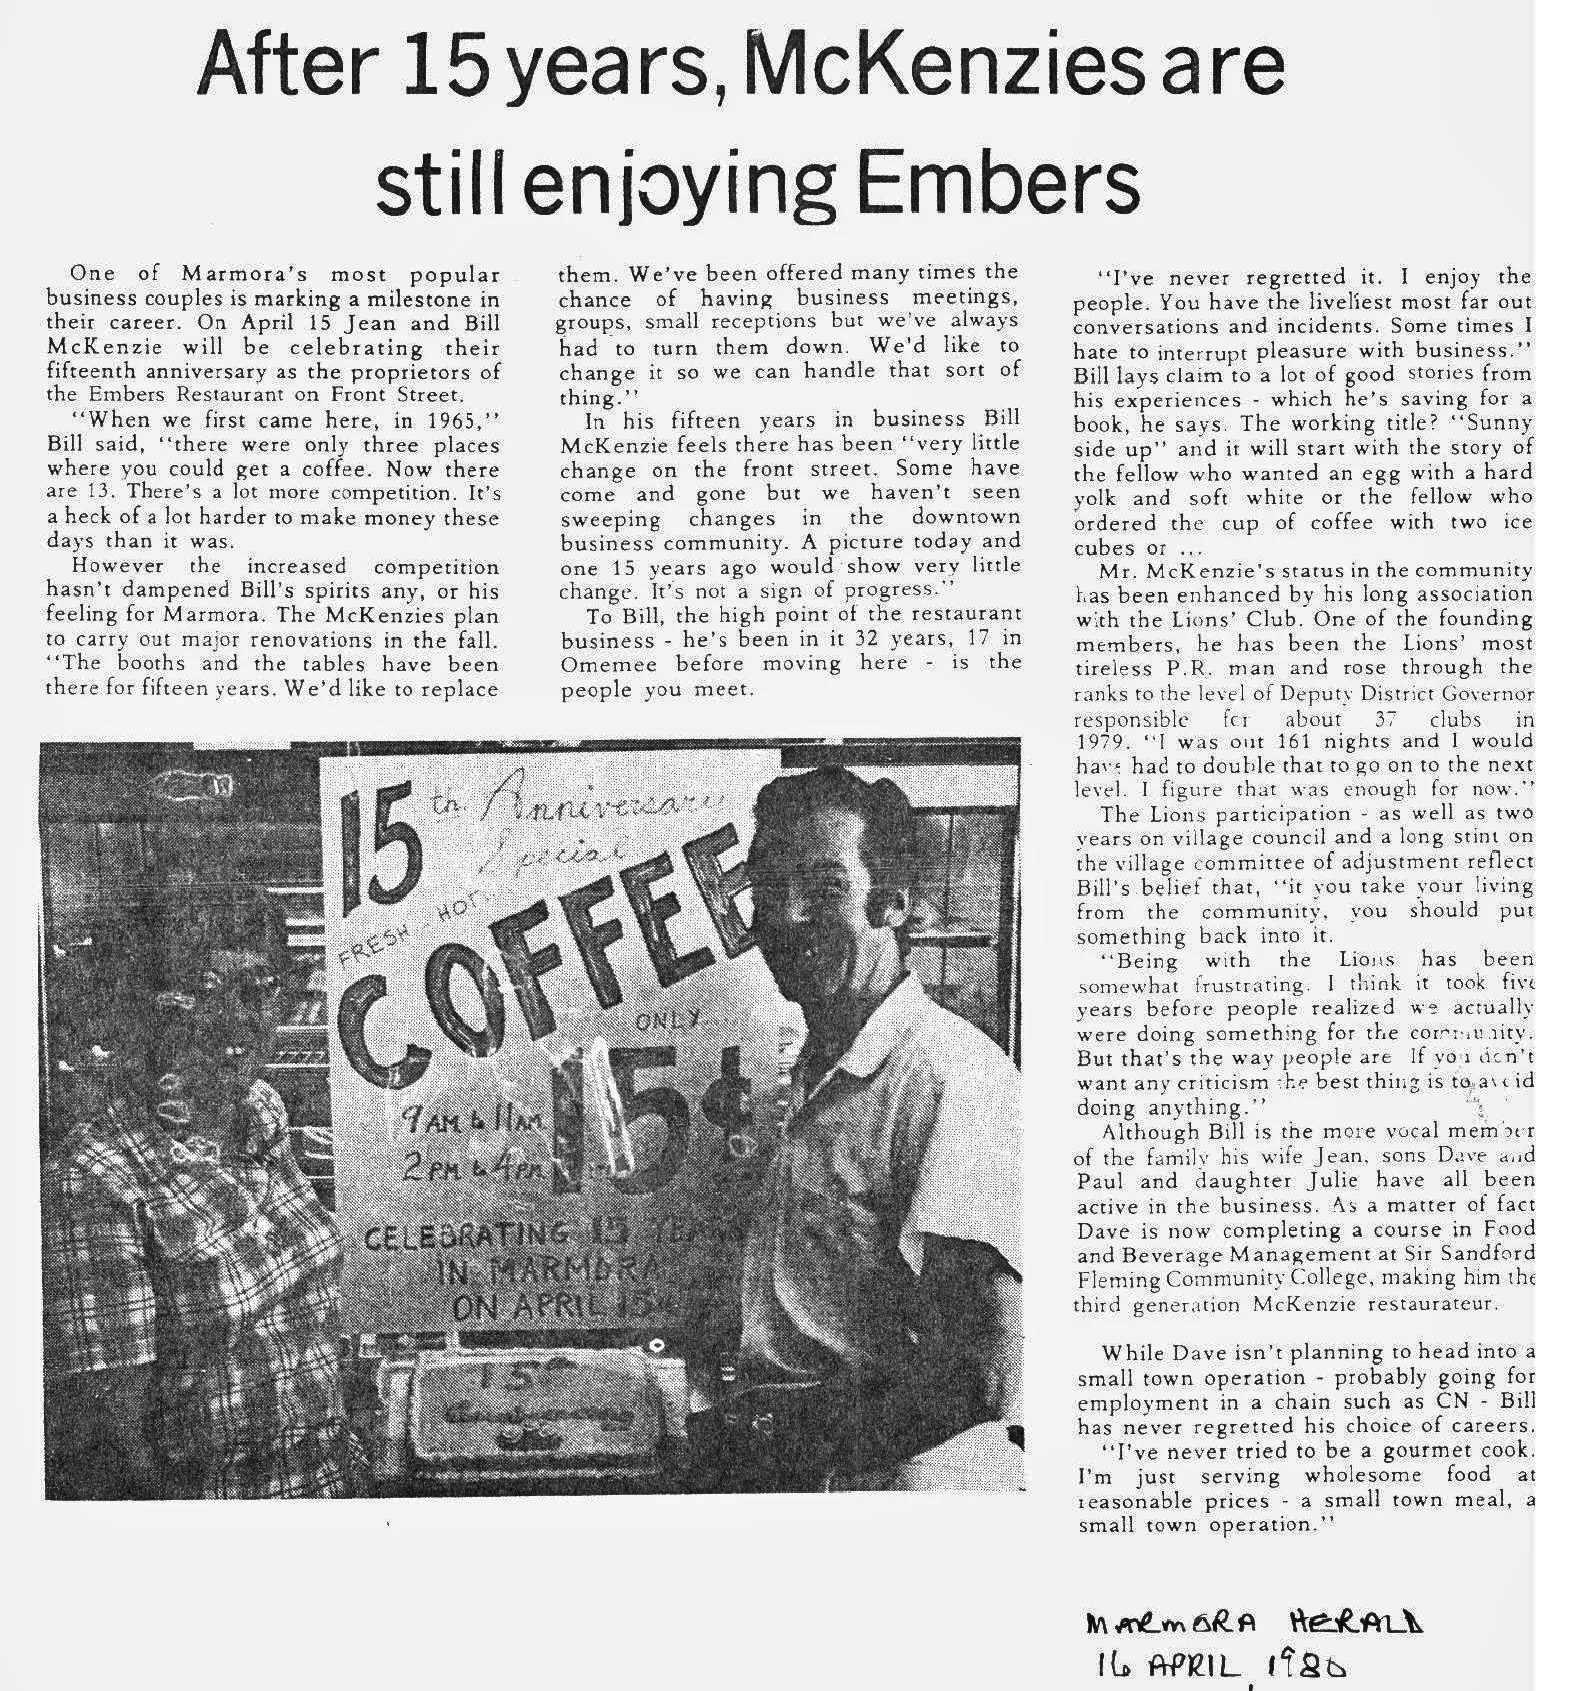 After 15 years, McKenzies are
still enjoying Embers
One of Marmora's most popular
business couples is marking a milestone in
their career. On April 15 Jean and Bill
McKenzie will be celebrating their
fifteenth anniversary as the proprietors of
the Embers Restaurant on Front Street.
"When we first came here, in 1965,"
Bill said, "there were only three places
where you could get a coffee. Now there
are 13. There's a lot more competition. It's
a heck of a lot harder to make money these
days than it was.
However the increased competition
hasn't dampened Bill's spirits any, or his
feeling for Marmora. The McKenzies plan
to carry out major renovations in the fall.
"The booths and the tables have been
there for fifteen years. We'd like to replace
them. We've been offered many times the
chance of having business meetings,
groups, small receptions but we've always
had to turn them down. We'd like to
change it so we can handle that sort of
thing."
In his fifteen years in business Bill
McKenzie feels there has been "very little
change on the front street. Some have
come and gone but we haven't seen
sweeping changes in the downtown
business community. A picture today and
one 15 years ago would show very little
change. It's not a sign of progress."
To Bill, the high point of the restaurant
business - he's been in it 32 years, 17 in
Omemee before moving here - is the
people you meet.
"I've never regretted it. I enjoy the
people. You have the liveliest most far out
conversations and incidents. Some times I
hate to interrupt pleasure with business."
Bill lays claim to a lot of good stories from
his experiences - which he's saving for a
book, he says. The working title? "Sunny
side up" and it will start with the story of
the fellow who wanted an egg with a hard
yolk and soft white or the fellow who
ordered the cup of coffee with two ice
cubes or ...
Mr. McKenzie's status in the community
has been enhanced by his long association
with the Lions' Club. One of the founding
members, he has been the Lions' most
tireless P.R. man and rose through the
ranks to the level of Deputy District Governor
responsible for about 37 clubs in
1979. "I was out 161 nights and I would
have had to double that to go on to the next
level. I figure that was enough for now."
The Lions participation - as well as two
years on village council and a long stint on
the village committee of adjustment reflect
Bill's belief that, "it you take your living
from the community, you should put
something back into it.
"Being with the Lions has been
somewhat frustrating. I think it took five
years before people realized we actually
were doing something for the community.
But that's the way people are If you don't
want any criticism the best thing is to avoid
doing anything."
Although Bill is the more vocal member
of the family his wife Jean, sons Dave and
Paul and daughter Julie have all been
active in the business. As a matter of fact
Dave is now completing a course in Food
and Beverage Management at Sir Sandford
Fleming Community College, making him the
third generation McKenzie restaurateur.
While Dave isn't planning to head into a
small town operation - probably going for
employment in a chain such as CN - Bill
has never regretted his choice of careers.
"I've never tried to be a gourmet cook.
I'm just serving wholesome food at
reasonable prices - a small town meal, a
small town operation."
15th Anniversary
Special
FRESH HOT
COFFEE
ONLY
15¢
9AM to 11AM
2PM to 4PM
CELEBRATING 15 YEARS
IN MARMORA
ON APRIL 15
15th
Anniversary
MARMORA HERALD
16 APRIL, 1980